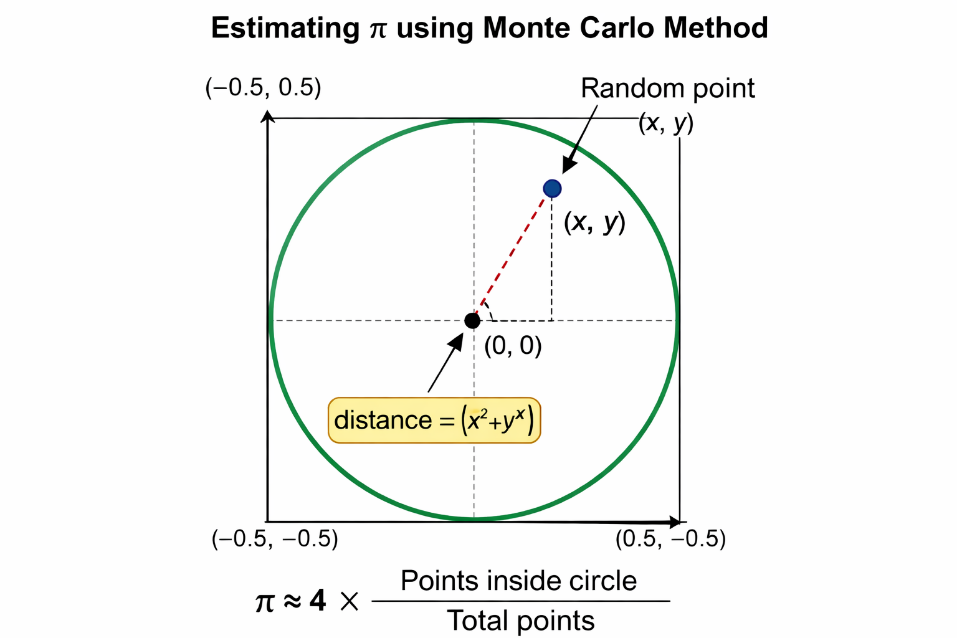 Estimating π using Monte Carlo Method
(−0.5, 0.5)
Random point
(x, y)
(x, y)
(0, 0)
distance = (x²+yˣ)
(−0.5, −0.5)
(0.5, −0.5)
π ≈ 4 ×
Points inside circle
Total points